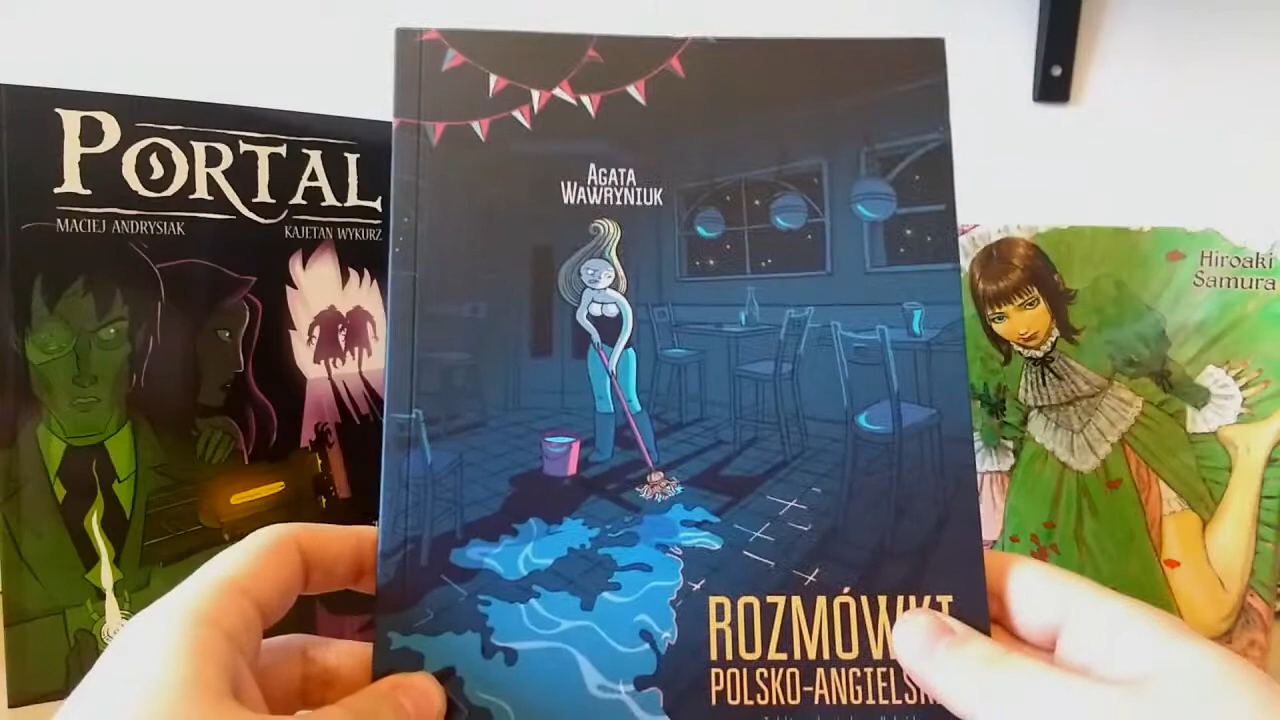 PORTAL
MACIEJ ANDRYSIAK
KAJETAN WYKURZ
AGATA
WAWRYNIUK
Hiroaki
Samura
ROZMÓWKI
POLSKO-ANGIELSK